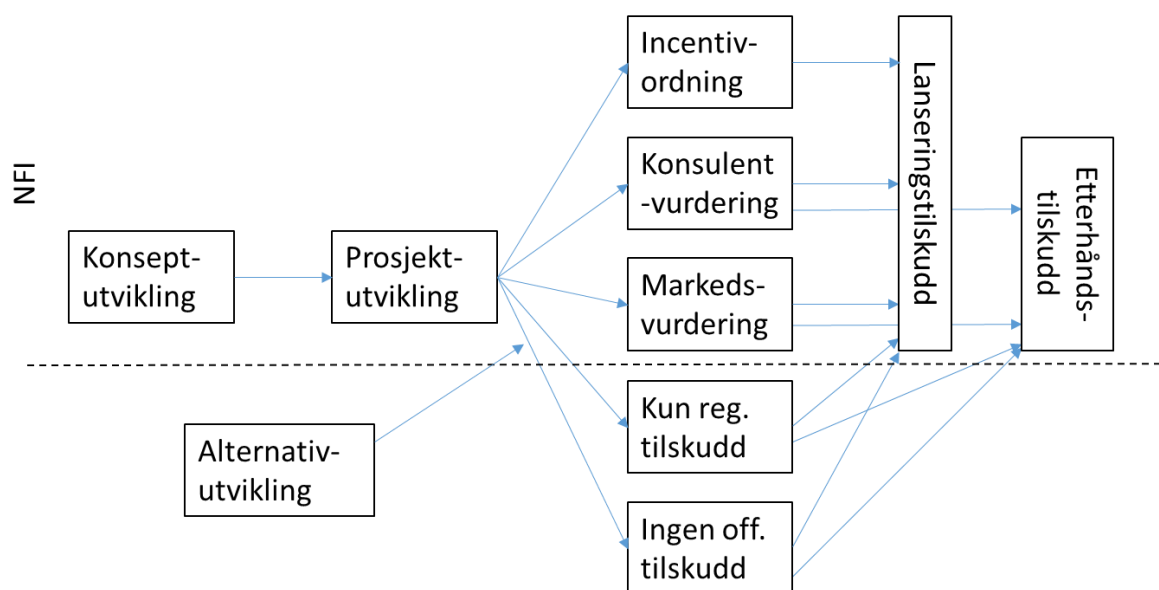 NFI
Konsept-
utvikling
Prosjekt-
utvikling
Alternativ-
utvikling
Incentiv-
ordning
Konsulent
-vurdering
Markeds-
vurdering
Kun reg.
tilskudd
Ingen off.
tilskudd
Lanseringstilskudd
Etterhånds-
tilskudd